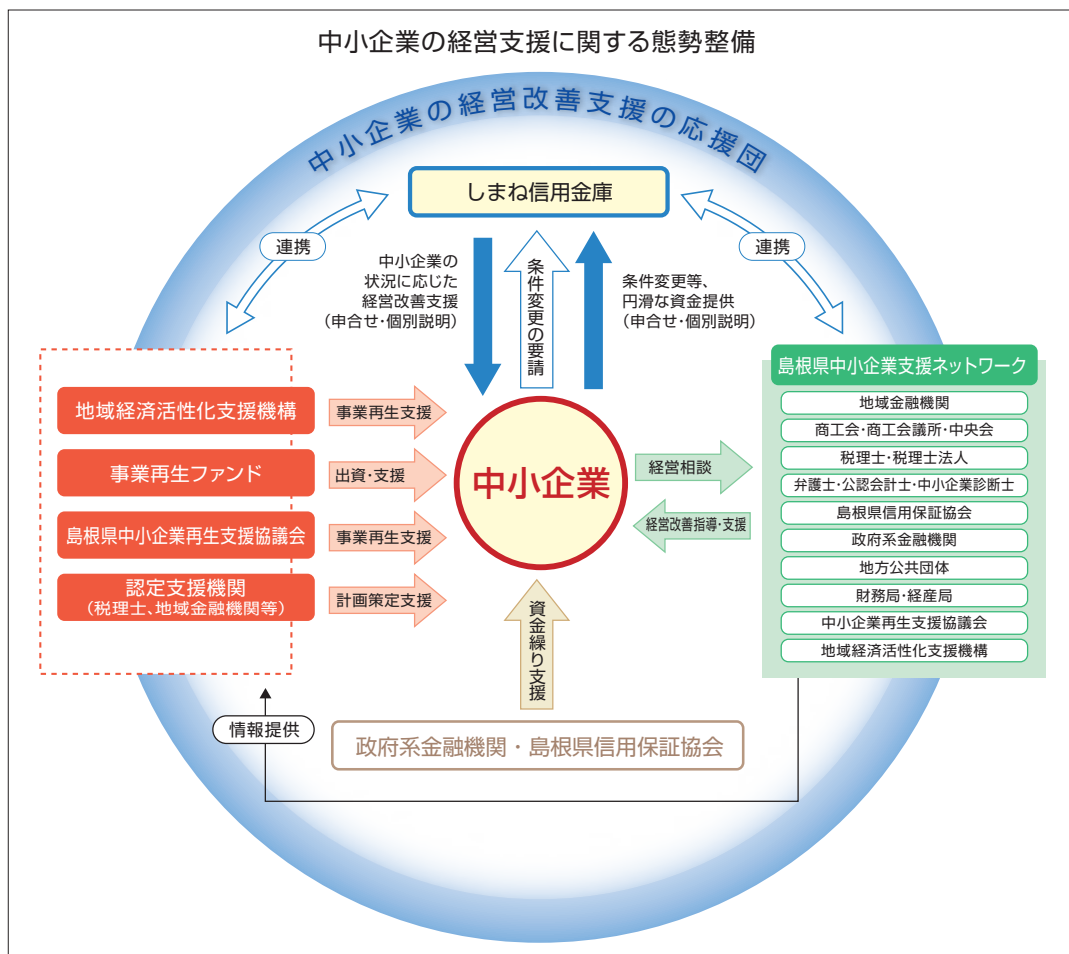 中小企業の経営支援に関する態勢整備
中小企業の経営改善支援の応援団
しまね信用金庫
連携
連携
中小企業の
状況に応じた
経営改善支援
(申合せ・個別説明)
条件変更の要請
条件変更等、
円滑な資金提供
(申合せ・個別説明)
地域経済活性化支援機構
事業再生支援
事業再生ファンド
出資・支援
島根県中小企業再生支援協議会
事業再生支援
認定支援機関
(税理士、地域金融機関等)
計画策定支援
中小企業
経営相談
経営改善指導・支援
島根県中小企業支援ネットワーク
地域金融機関
商工会・商工会議所・中央会
税理士・税理士法人
弁護士・公認会計士・中小企業診断士
島根県信用保証協会
政府系金融機関
地方公共団体
財務局・経産局
中小企業再生支援協議会
地域経済活性化支援機構
資金繰り支援
情報提供
政府系金融機関・島根県信用保証協会